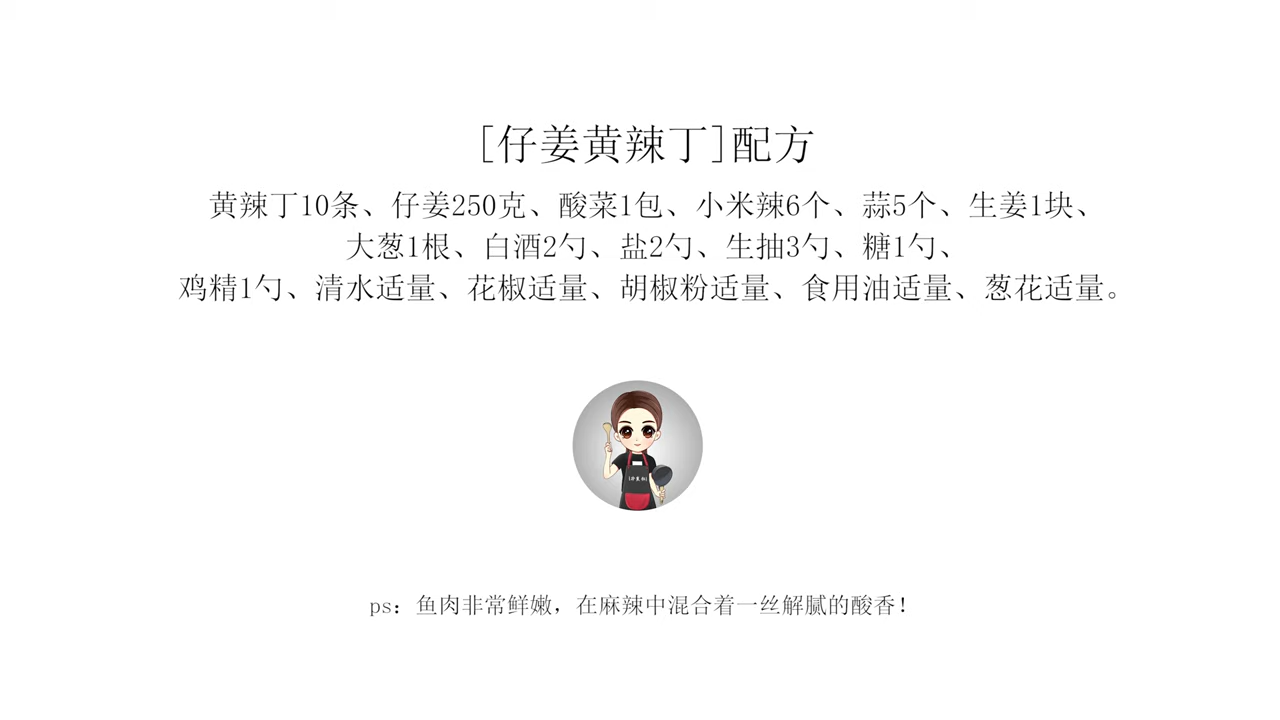 [仔姜黄辣丁]配方
黄辣丁10条、仔姜250克、酸菜1包、小米辣6个、蒜5个、生姜1块、
大葱1根、白酒2勺、盐2勺、生抽3勺、糖1勺、
鸡精1勺、清水适量、花椒适量、胡椒粉适量、食用油适量、葱花适量。
ps：鱼肉非常鲜嫩，在麻辣中混合着一丝解腻的酸香！